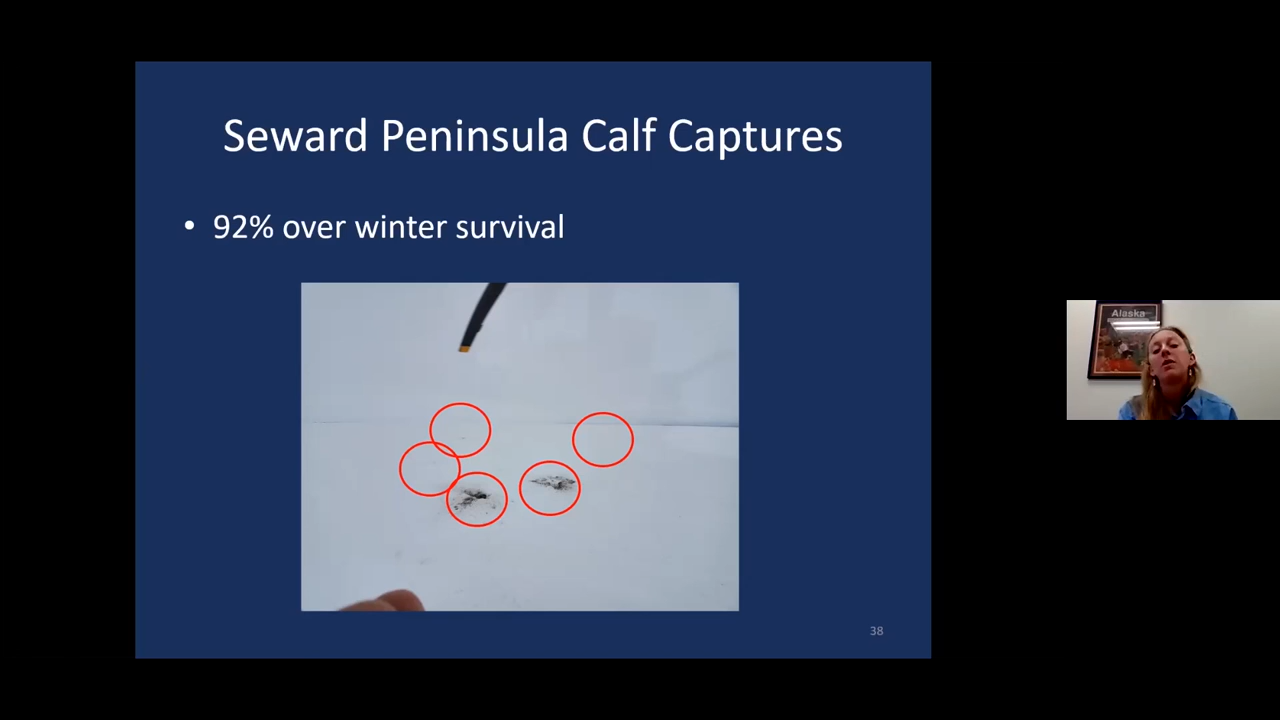 Seward Peninsula Calf Captures
• 92% over winter survival
38
Alaska